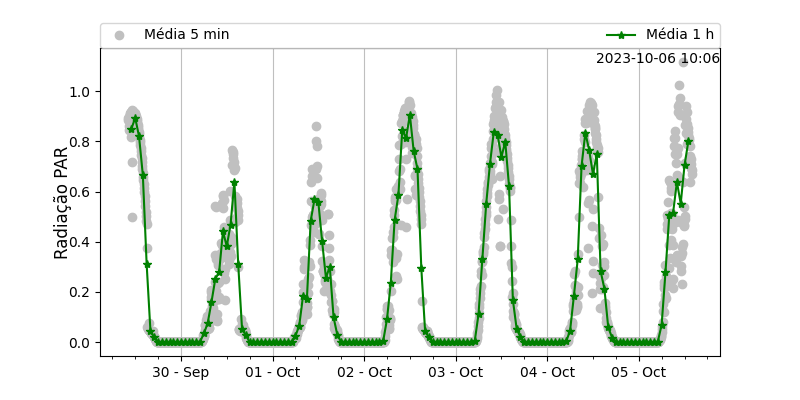 Média 5 min
Média 1 h
2023-10-06 10:06
Radiação PAR
1.0
0.8
0.6
0.4
0.2
0.0
30 - Sep
01 - Oct
02 - Oct
03 - Oct
04 - Oct
05 - Oct